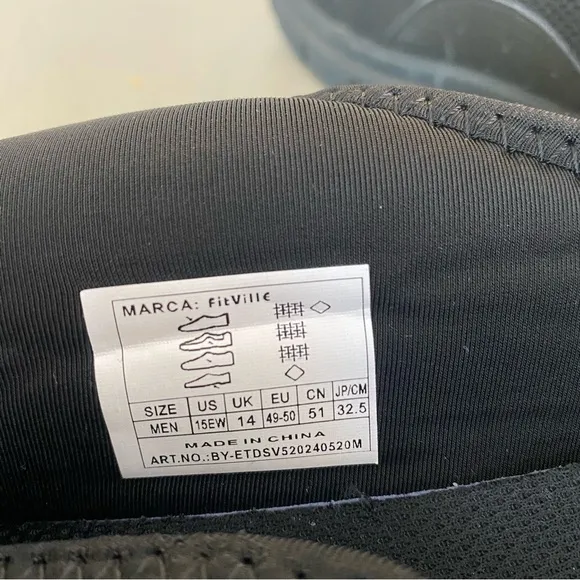 MARCA: FitVille
SIZE US UK EU CN JP/CM
MEN 15EW 14 49-50 51 32.5
MADE IN CHINA
ART.NO.:BY-ETDSV520240520M